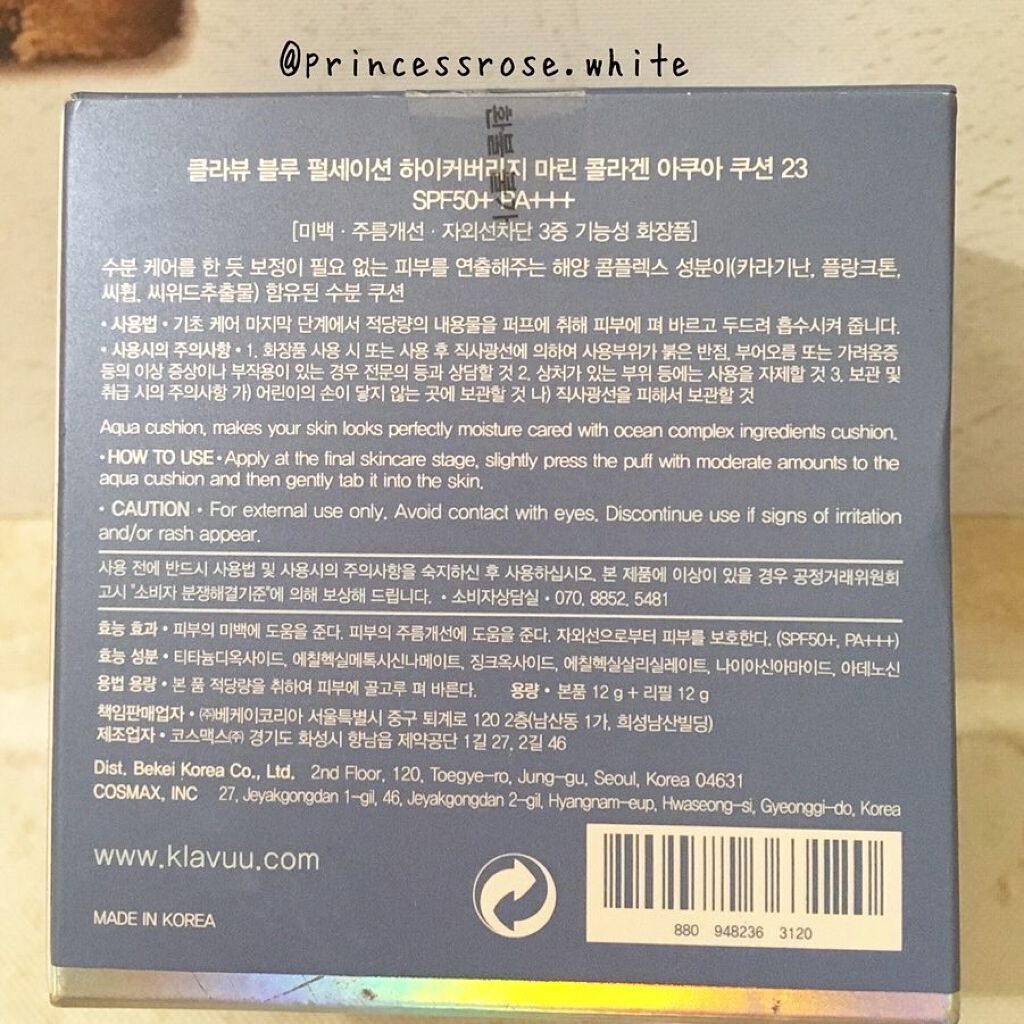 @princessrose.white
환불 불가
클라뷰 블루 펄세이션 하이커버리지 마린 콜라겐 아쿠아 쿠션 23
SPF50+ PA+++
[미백 · 주름개선 · 자외선차단 3중 기능성 화장품]
수분 케어를 한 듯 보정이 필요 없는 피부를 연출해주는 해양 콤플렉스 성분이(카라기난, 플랑크톤,
씨휩, 씨위드추출물) 함유된 수분 쿠션
• 사용법 • 기초 케어 마지막 단계에서 적당량의 내용물을 퍼프에 취해 피부에 펴 바르고 두드려 흡수시켜 줍니다.
• 사용시의 주의사항 • 1. 화장품 사용 시 또는 사용 후 직사광선에 의하여 사용부위가 붉은 반점, 부어오름 또는 가려움증
등의 이상 증상이나 부작용이 있는 경우 전문의 등과 상담할 것 2. 상처가 있는 부위 등에는 사용을 자제할 것 3. 보관 및
취급 시의 주의사항 가) 어린이의 손이 닿지 않는 곳에 보관할 것 나) 직사광선을 피해서 보관할 것
Aqua cushion, makes your skin looks perfectly moisture cared with ocean complex ingredients cushion.
• HOW TO USE • Apply at the final skincare stage, slightly press the puff with moderate amounts to the
aqua cushion and then gently tab it into the skin.
• CAUTION • For external use only. Avoid contact with eyes. Discontinue use if signs of irritation
and/or rash appear.
사용 전에 반드시 사용법 및 사용시의 주의사항을 숙지하신 후 사용하십시오. 본 제품에 이상이 있을 경우 공정거래위원회
고시 "소비자 분쟁해결기준"에 의해 보상해 드립니다. • 소비자상담실 • 070. 8852. 5481
효능 효과 • 피부의 미백에 도움을 준다. 피부의 주름개선에 도움을 준다. 자외선으로부터 피부를 보호한다. (SPF50+, PA+++)
효능 성분 • 티타늄디옥사이드, 에칠헥실메톡시신나메이트, 징크옥사이드, 에칠헥실살리실레이트, 나이아신아마이드, 아데노신
용법 용량 • 본 품 적당량을 취하여 피부에 골고루 펴 바른다. 용량 • 본품 12 g + 리필 12 g
책임판매업자 • ㈜베케이코리아 서울특별시 중구 퇴계로 120 2층(남산동 1가, 희성남산빌딩)
제조업자 • 코스맥스㈜ 경기도 화성시 향남읍 제약공단 1길 27, 2길 46
Dist. Bekei Korea Co., Ltd. 2nd Floor, 120, Toegye-ro, Jung-gu, Seoul, Korea 04631
COSMAX, INC 27, Jeyakgongdan 1-gil, 46, Jeyakgongdan 2-gil, Hyangnam-eup, Hwaseong-si, Gyeonggi-do, Korea
www.klavuu.com
MADE IN KOREA
880 948236 3120